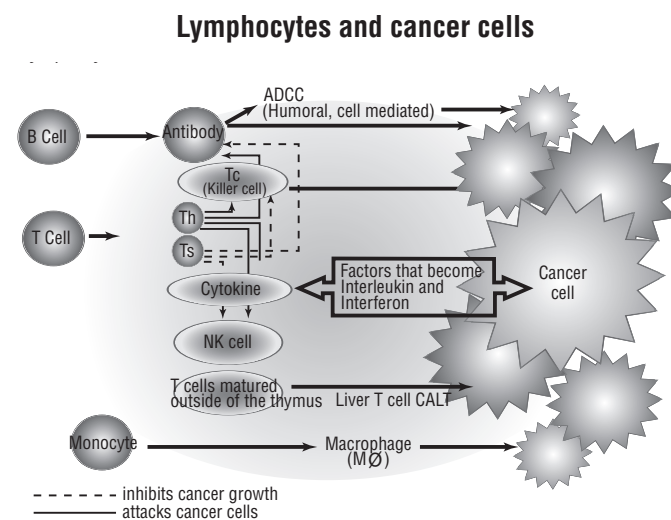 Lymphocytes and cancer cells
ADCC
(Humoral, cell mediated)
B Cell
Antibody
Tc
(Killer cell)
Th
T Cell
Ts
Cytokine
Factors that become
Interleukin and
Interferon
Cancer
cell
NK cell
T cells matured
outside of the thymus
Liver T cell CALT
Monocyte
Macrophage
(MØ)
inhibits cancer growth
attacks cancer cells